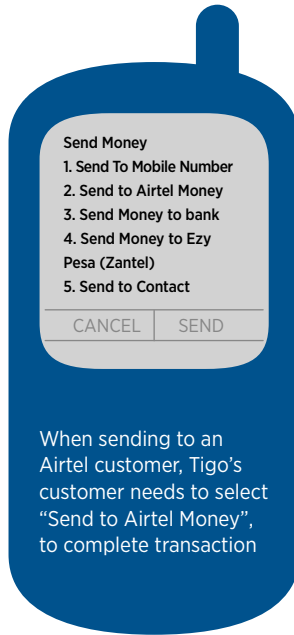 Send Money
1. Send To Mobile Number
2. Send to Airtel Money
3. Send Money to bank
4. Send Money to Ezy
Pesa (Zantel)
5. Send to Contact
CANCEL SEND
When sending to an
Airtel customer, Tigo’s
customer needs to select
“Send to Airtel Money”,
to complete transaction